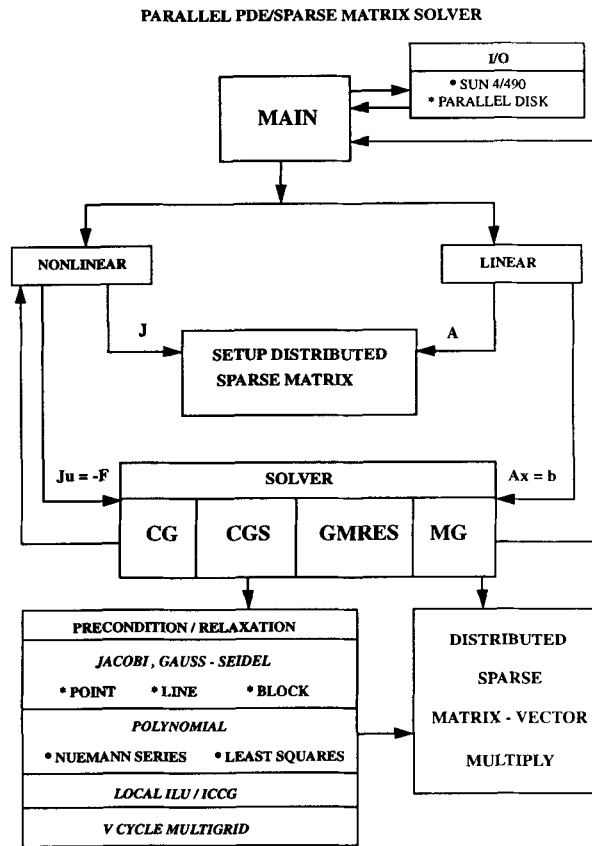 PARALLEL PDE/SPARSE MATRIX SOLVER
I/O
• SUN 4/490
* PARALLEL DISK
MAIN
NONLINEAR
LINEAR
J
A
SETUP DISTRIBUTED
SPARSE MATRIX
Ju = -F
Ax = b
SOLVER
CG CGS GMRES MG
PRECONDITION / RELAXATION
JACOBI , GAUSS - SEIDEL
* POINT * LINE * BLOCK
POLYNOMIAL
• NUEMANN SERIES • LEAST SQUARES
LOCAL ILU / ICCG
V CYCLE MULTIGRID
DISTRIBUTED
SPARSE
MATRIX - VECTOR
MULTIPLY